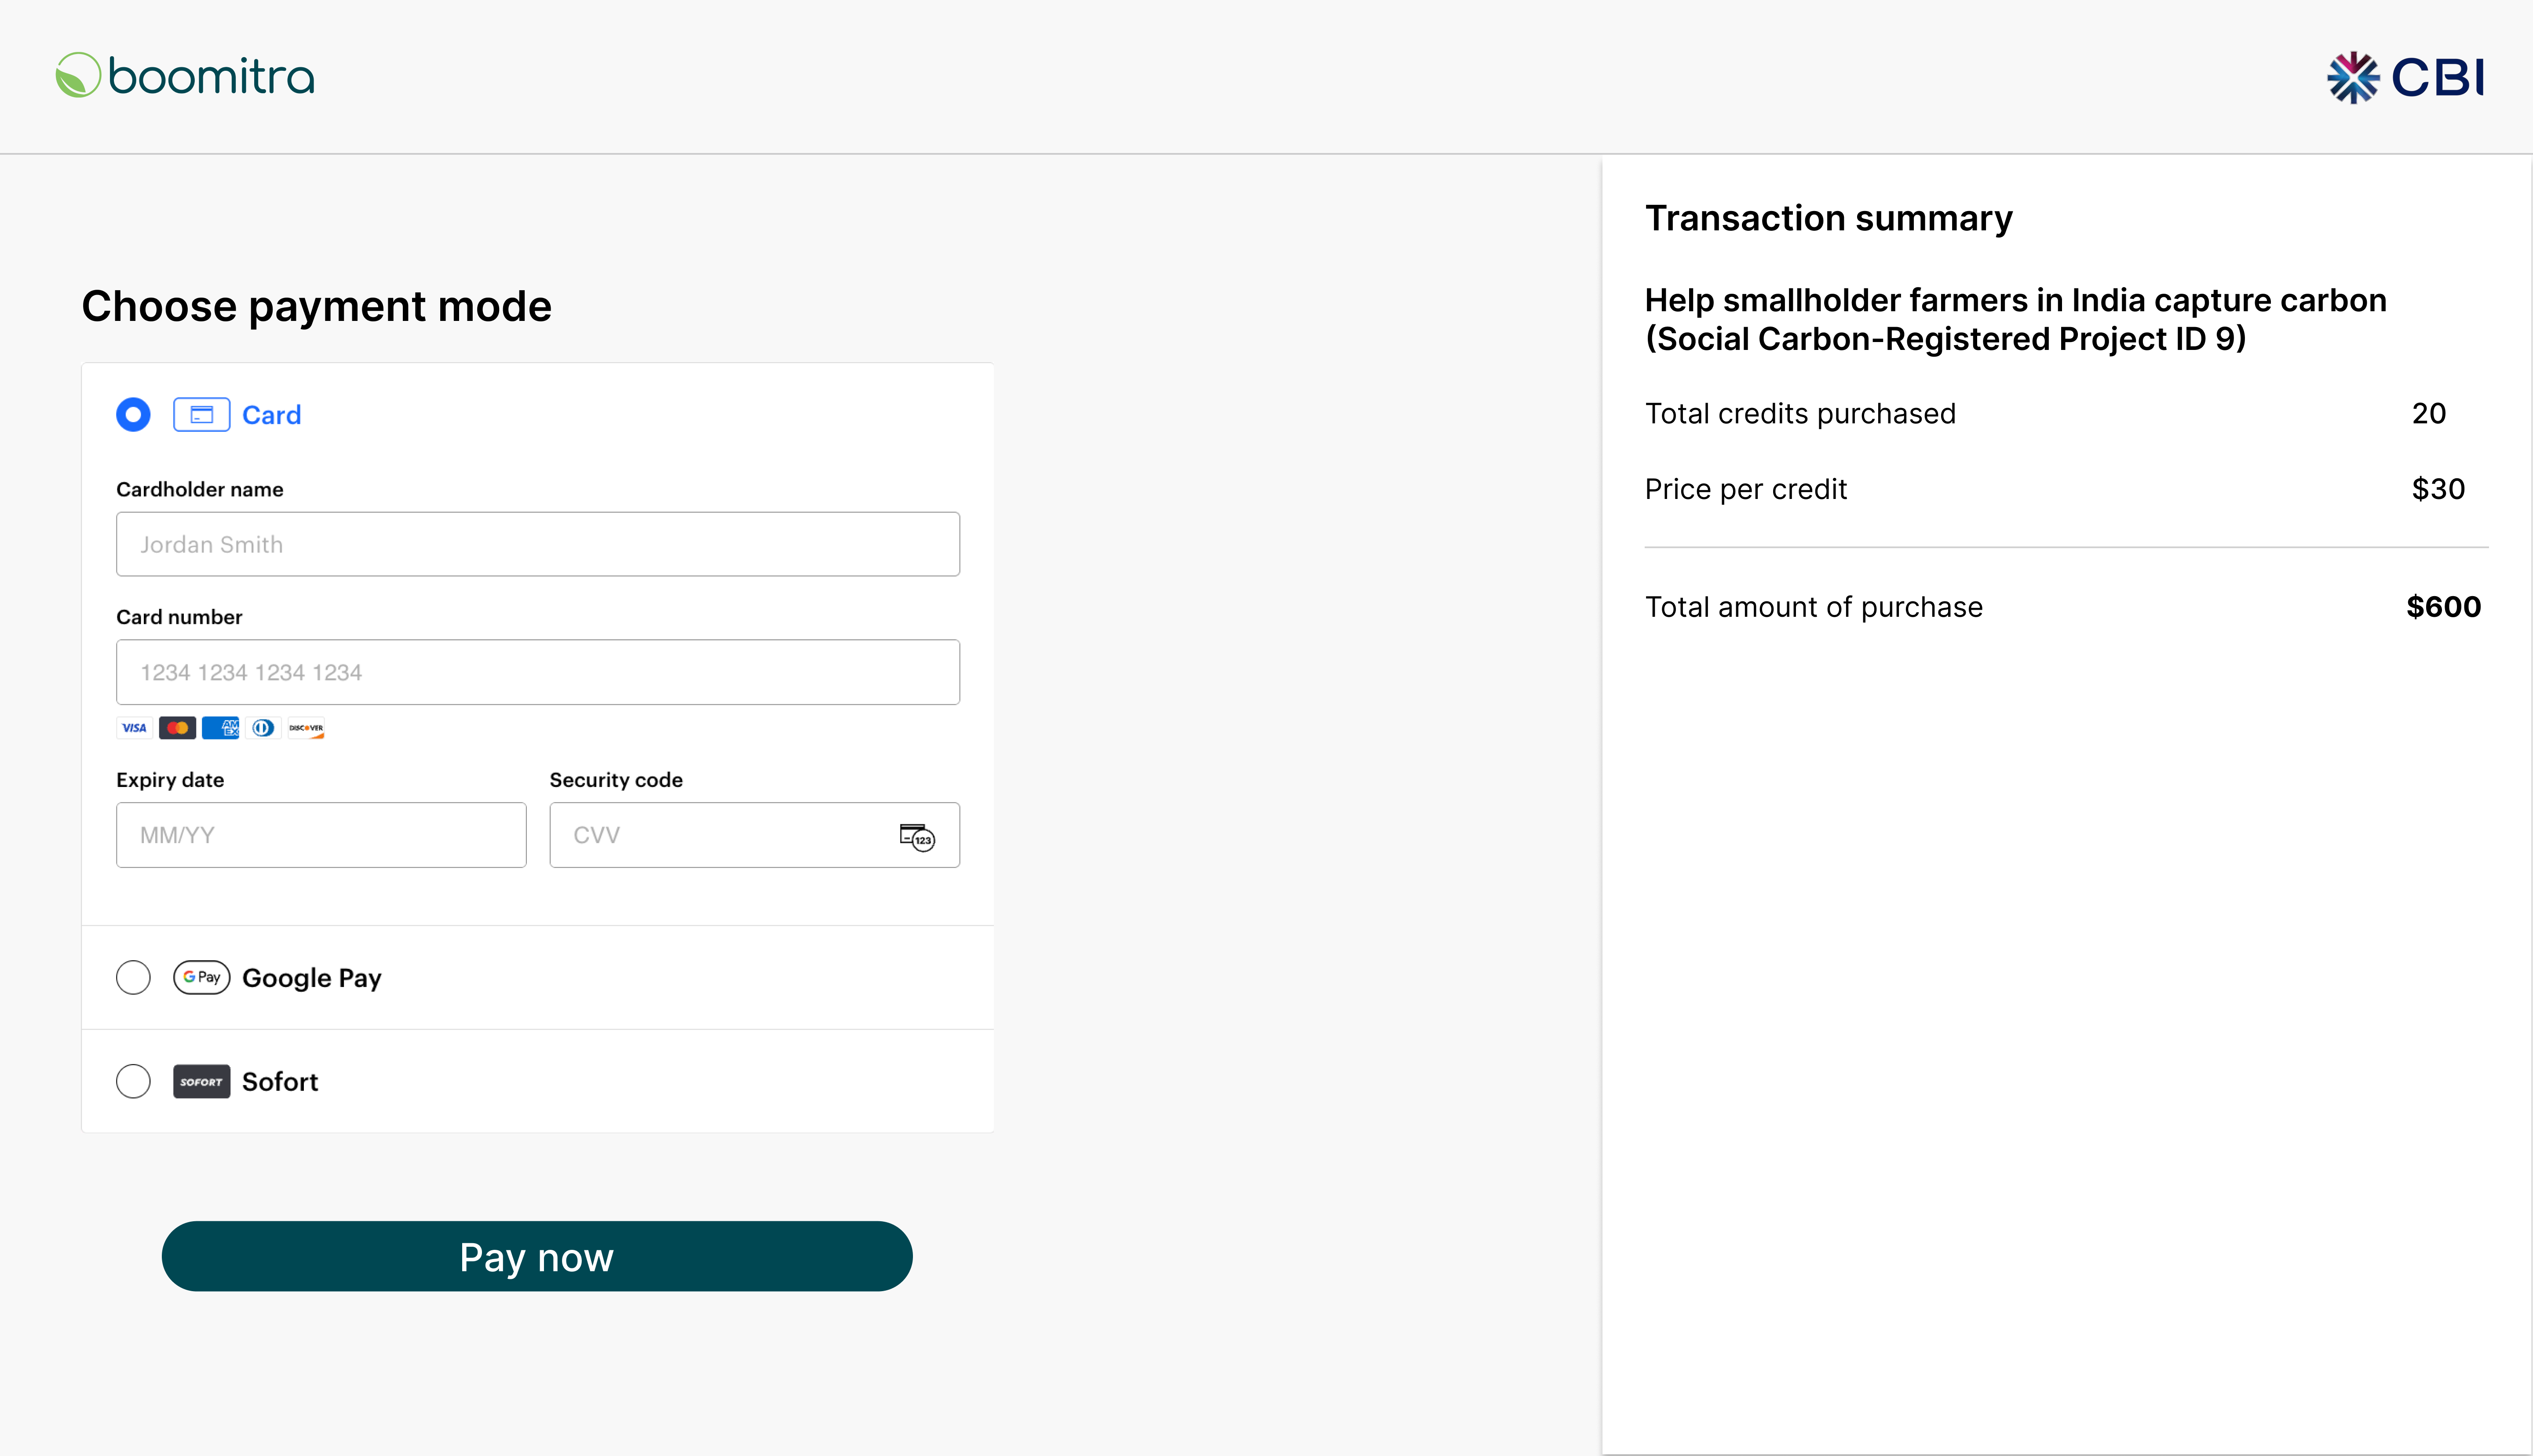 boomitra
CBI
Choose payment mode
Card
Cardholder name
Jordan Smith
Card number
1234 1234 1234 1234
VISA AM EX DISCOVER
Expiry date
Security code
MM/YY
CVV
123
G Pay Google Pay
SOFORT Sofort
Pay now
Transaction summary
Help smallholder farmers in India capture carbon
(Social Carbon-Registered Project ID 9)
Total credits purchased 20
Price per credit $30
Total amount of purchase $600